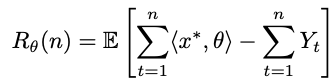 R_θ(n) = 𝔼 [ ∑_{t=1}^{n} ⟨x*, θ⟩ − ∑_{t=1}^{n} Y_t ]